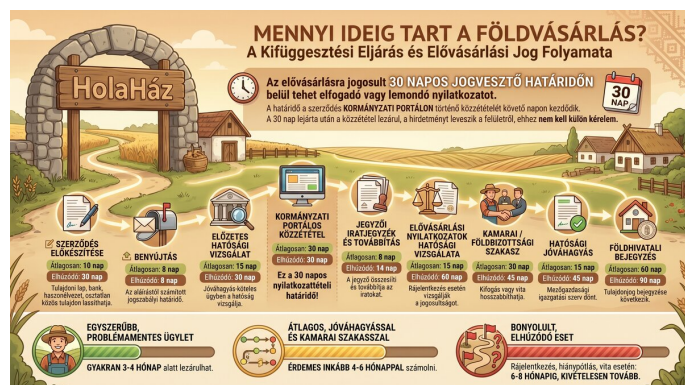 MENNYI IDEIG TART A FÖLDVÁSÁRLÁS?
A Kifüggesztési Eljárás és Elővásárlási Jog Folyamata
HolaHáz
Az elővásárlásra jogosult 30 NAPOS JOGVESZTŐ HATÁRIDŐN
belül tehet elfogadó vagy lemondó nyilatkozatot.
A határidő a szerződés KORMÁNYZATI PORTÁLON történő közzétételét követő napon kezdődik.
A 30 nap lejárta után a közzététel lezárul, a hirdetményt leveszik a felületről, ehhez nem kell külön kérelem.
30
NAP
SZERZŐDÉS
ELŐKÉSZÍTÉSE
Átlagosan: 10 nap
Elhúzódó: 30 nap
Tulajdoni lap, bank,
haszonélvezet, osztatlan
közös tulajdon lassíthatja.
BENYÚJTÁS
Átlagosan: 8 nap
Elhúzódó: 8 nap
Az aláírástól számított
jogszabályi határidő.
ELŐZETES
HATÓSÁGI
VIZSGÁLAT
Átlagosan: 15 nap
Elhúzódó: 30 nap
Jóváhagyás-köteles
ügyben a hatóság
vizsgálja.
KORMÁNYZATI
PORTÁLOS
KÖZZÉTÉTEL
Átlagosan: 30 nap
Elhúzódó: 30 nap
Ez a 30 napos
nyilatkozattételi
határidő!
JEGYZŐI
IRATJEGYZÉK
ÉS TOVÁBBÍTÁS
Átlagosan: 8 nap
Elhúzódó: 14 nap
A jegyző összesíti
és továbbítja az
iratokat.
ELŐVÁSÁRLÁSI
NYILATKOZATOK
HATÓSÁGI
VIZSGÁLATA
Átlagosan: 15 nap
Elhúzódó: 60 nap
Rájelentkezés esetén
vizsgálják
a jogosultságot.
KAMARAI /
FÖLDBIZOTTSÁGI
SZAKASZ
Átlagosan: 30 nap
Elhúzódó: 45 nap
Kifogás vagy vita
hosszabbíthatja.
HATÓSÁGI
JÓVÁHAGYÁS
Átlagosan: 15 nap
Elhúzódó: 45 nap
Mezőgazdasági
igazgatási szerv dönt.
FÖLDHIVATALI
BEJEGYZÉS
Átlagosan: 60 nap
Elhúzódó: 90 nap
Tulajdonjog bejegyzése
következik.
EGYSZERŰBB,
PROBLÉMAMENTES ÜGYLET
GYAKRAN 3-4 HÓNAP alatt lezárulhat.
ÁTLAGOS, JÓVÁHAGYÁSSAL
ÉS KAMARAI SZAKASSZAL
ÉRDEMES INKÁBB 4-6 HÓNAPPAL számolni.
BONYOLULT,
ELHÚZÓDÓ ESET
Rájelentkezés, hiánypótlás, vita esetén:
6-8 HÓNAPIG, KIVÉTELESEN TOVÁBB.